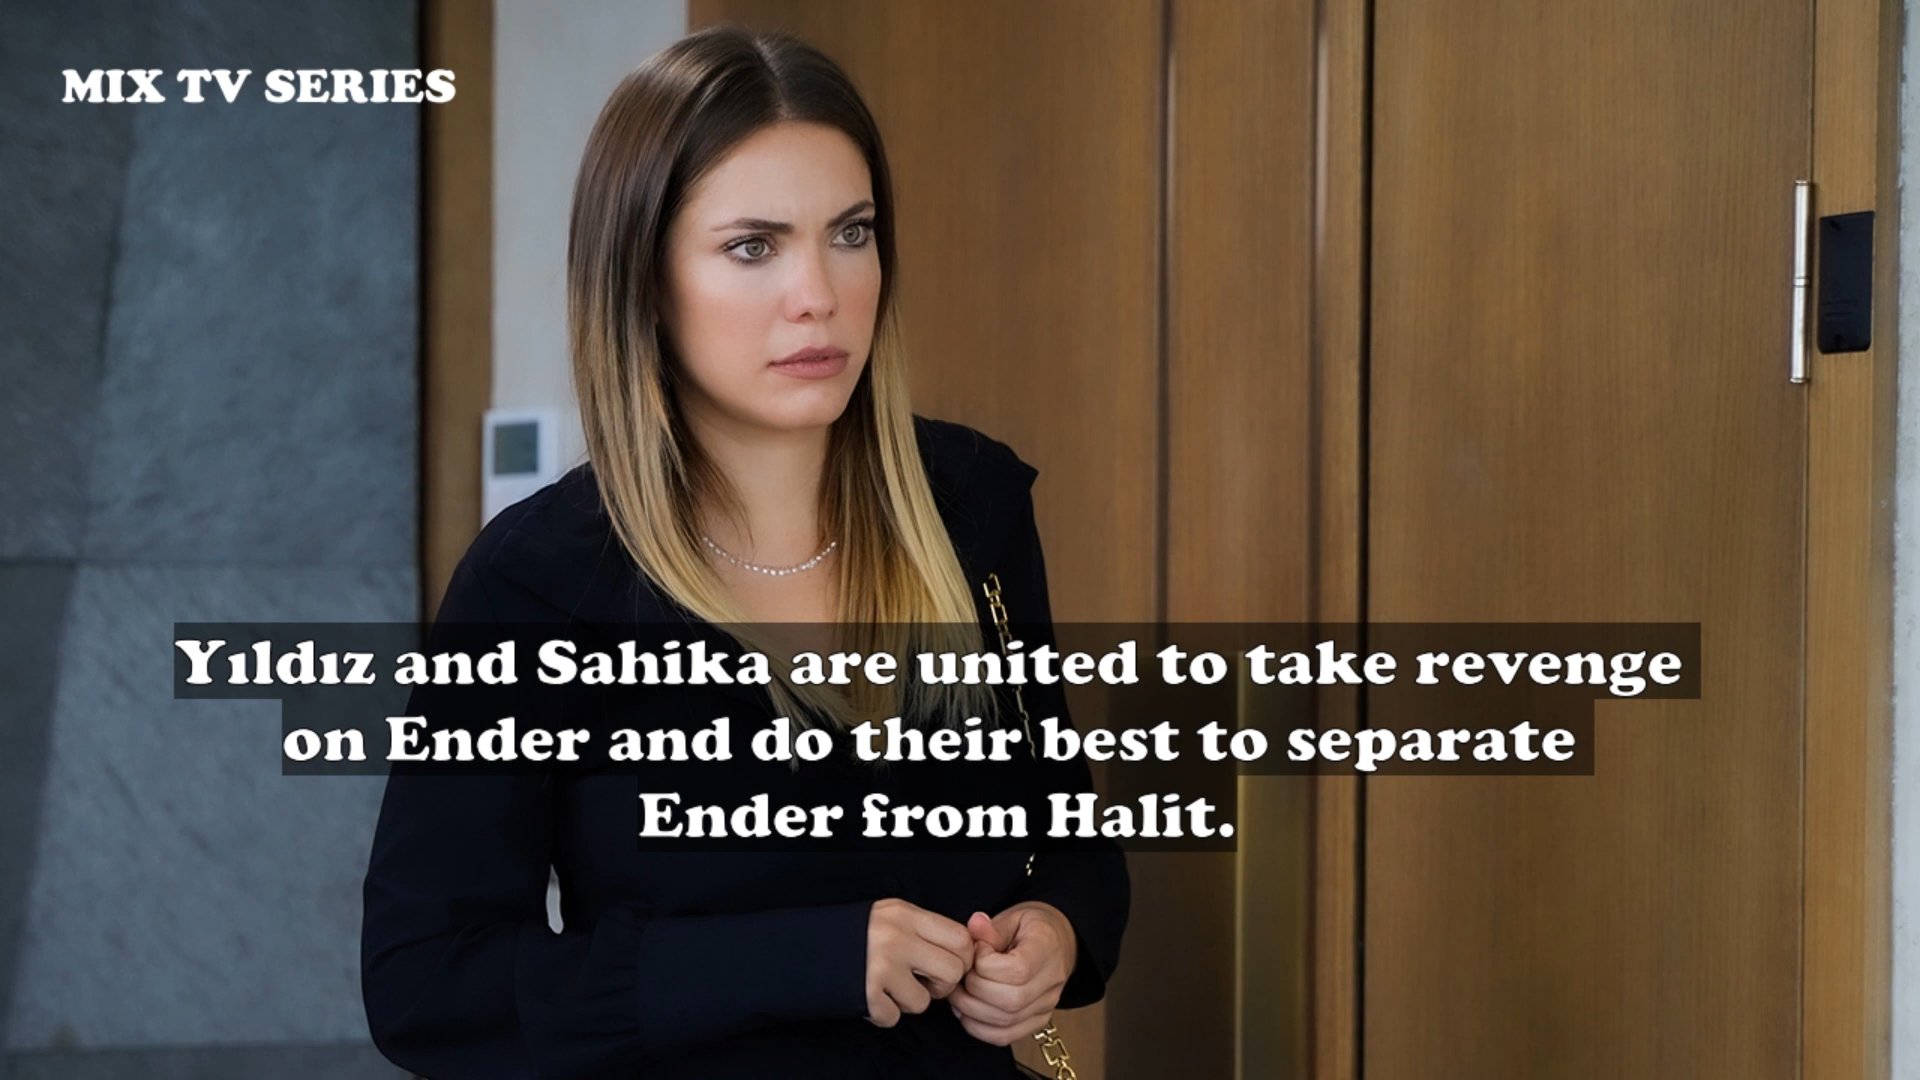 MIX TV SERIES
Yıldız and Sahika are united to take revenge
on Ender and do their best to separate
Ender from Halit.